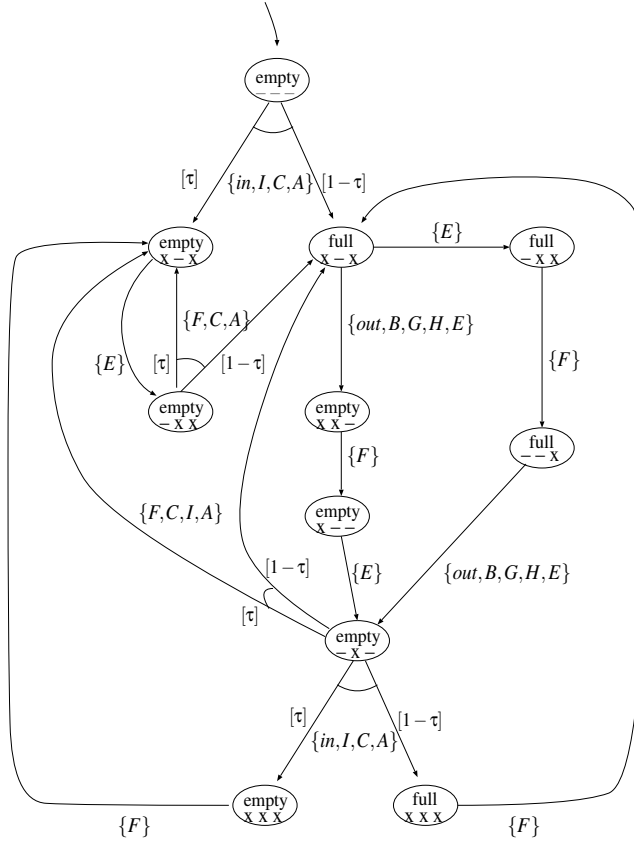 empty
– – –
[τ]
{in, I, C, A}
[1 – τ]
empty
x – x
full
x – x
{E}
full
– x x
{F, C, A}
{out, B, G, H, E}
{E}
[τ]
[1 – τ]
{F}
empty
– x x
empty
x x –
full
– – x
{F}
{F, C, I, A}
empty
x – –
[1 – τ]
{E}
{out, B, G, H, E}
[τ]
empty
– x –
[τ]
{in, I, C, A}
[1 – τ]
empty
x x x
full
x x x
{F}
{F}